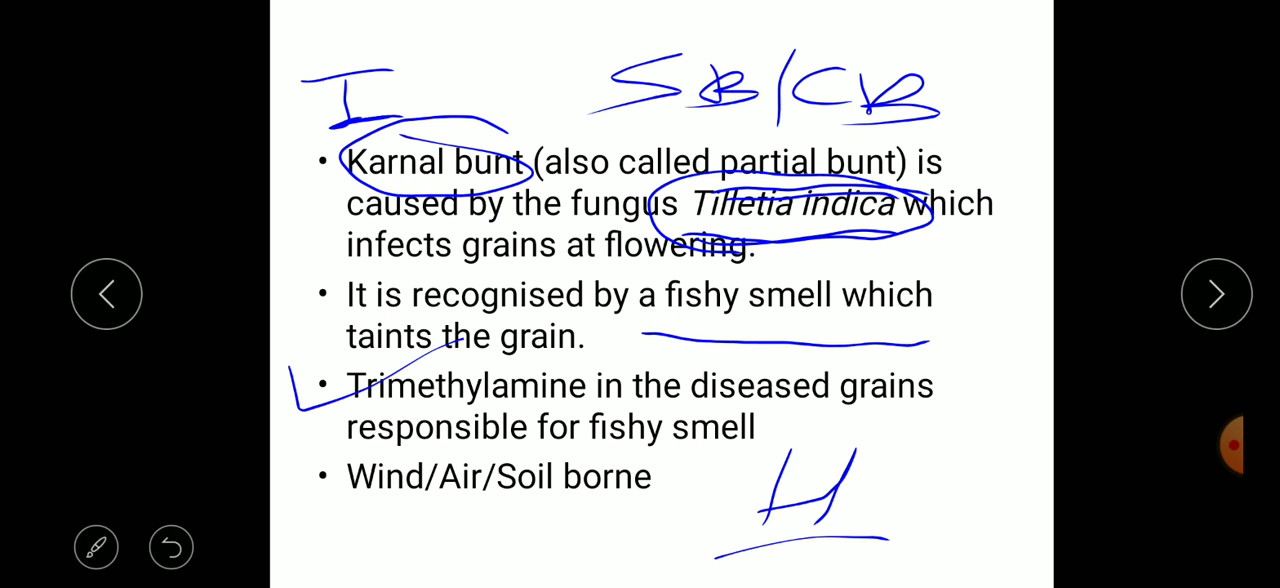 I SB/CB
• Karnal bunt (also called partial bunt) is
caused by the fungus Tilletia indica which
infects grains at flowering.
• It is recognised by a fishy smell which
taints the grain.
• Trimethylamine in the diseased grains
responsible for fishy smell
• Wind/Air/Soil borne
H